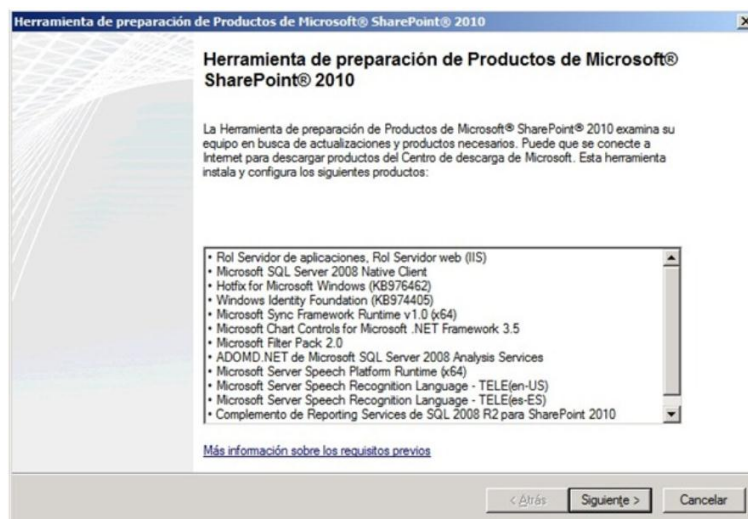 Herramienta de preparación de Productos de Microsoft® SharePoint® 2010
Herramienta de preparación de Productos de Microsoft®
SharePoint® 2010
La Herramienta de preparación de Productos de Microsoft® SharePoint® 2010 examina su
equipo en busca de actualizaciones y productos necesarios. Puede que se conecte a
Internet para descargar productos del Centro de descarga de Microsoft. Esta herramienta
instala y configura los siguientes productos:
• Rol Servidor de aplicaciones, Rol Servidor web (IIS)
• Microsoft SQL Server 2008 Native Client
• Hotfix for Microsoft Windows (KB976462)
• Windows Identity Foundation (KB974405)
• Microsoft Sync Framework Runtime v1.0 (x64)
• Microsoft Chart Controls for Microsoft .NET Framework 3.5
• Microsoft Filter Pack 2.0
• ADOMD.NET de Microsoft SQL Server 2008 Analysis Services
• Microsoft Server Speech Platform Runtime (x64)
• Microsoft Server Speech Recognition Language - TELE(en-US)
• Microsoft Server Speech Recognition Language - TELE(es-ES)
• Complemento de Reporting Services de SQL 2008 R2 para SharePoint 2010
Más información sobre los requisitos previos
< Atrás Siguiente > Cancelar